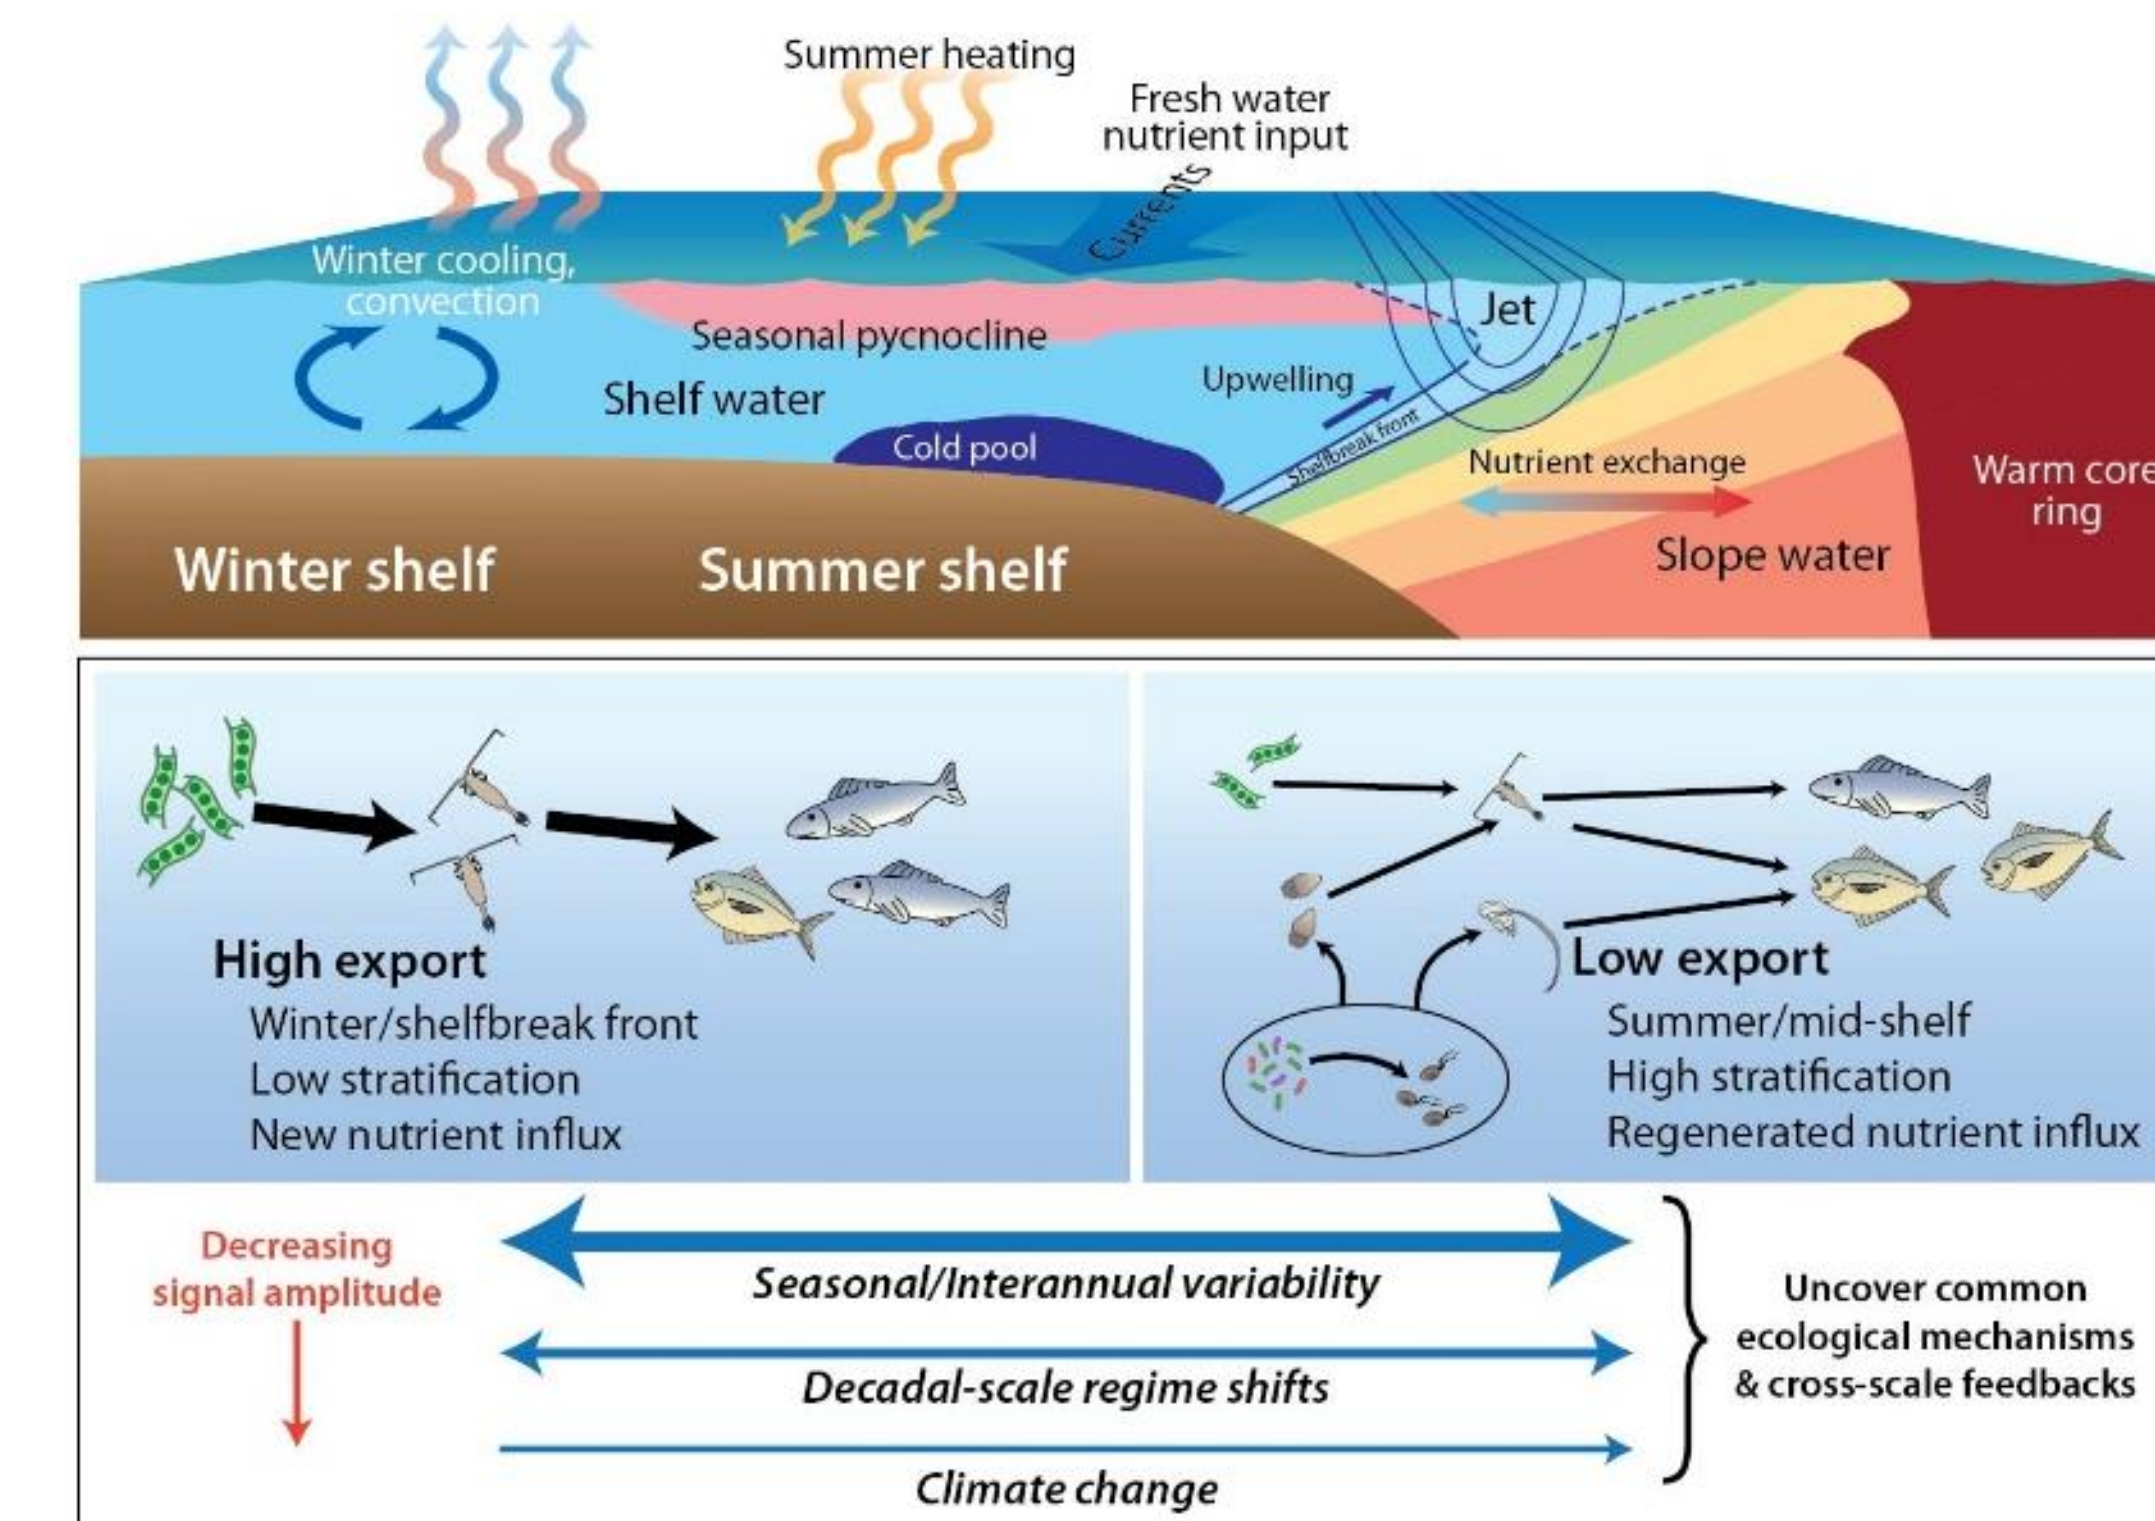 Summer heating
Fresh water
nutrient input
Currents
Winter cooling,
convection
Jet
Seasonal pycnocline
Upwelling
Shelf water
Shelfbreak front
Cold pool
Nutrient exchange
Warm core
ring
Slope water
Winter shelf
Summer shelf
High export
Winter/shelfbreak front
Low stratification
New nutrient influx
Low export
Summer/mid-shelf
High stratification
Regenerated nutrient influx
Decreasing
signal amplitude
Seasonal/Interannual variability
Decadal-scale regime shifts
Climate change
Uncover common
ecological mechanisms
& cross-scale feedbacks